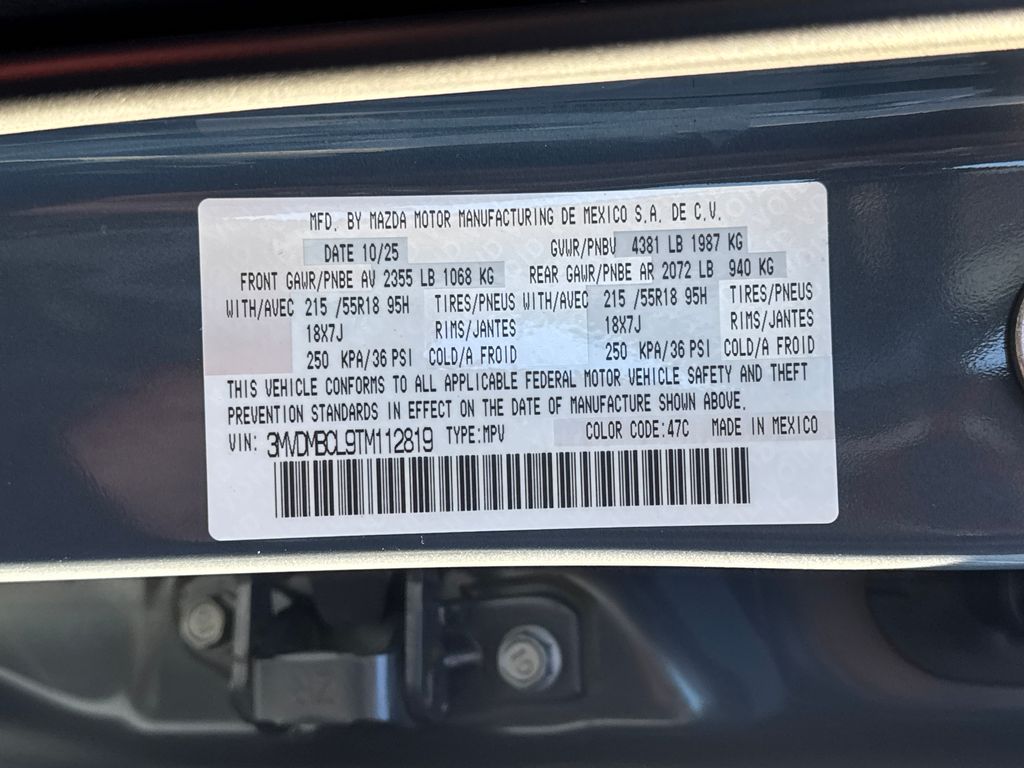 MFD. BY MAZDA MOTOR MANUFACTURING DE MEXICO S.A. DE C.V.
DATE 10/25 GVWR/PNBV 4381 LB 1987 KG
FRONT GAWR/PNBE AV 2355 LB 1068 KG REAR GAWR/PNBE AR 2072 LB 940 KG
WITH/AVEC 215 /55R18 95H TIRES/PNEUS WITH/AVEC 215 /55R18 95H TIRES/PNEUS
18X7J RIMS/JANTES 18X7J RIMS/JANTES
250 KPA/36 PSI COLD/A FROID 250 KPA/36 PSI COLD/A FROID
THIS VEHICLE CONFORMS TO ALL APPLICABLE FEDERAL MOTOR VEHICLE SAFETY AND THEFT
PREVENTION STANDARDS IN EFFECT ON THE DATE OF MANUFACTURE SHOWN ABOVE.
VIN: 3MVDMBCL9TM112819 TYPE:MPV COLOR CODE:47C MADE IN MEXICO